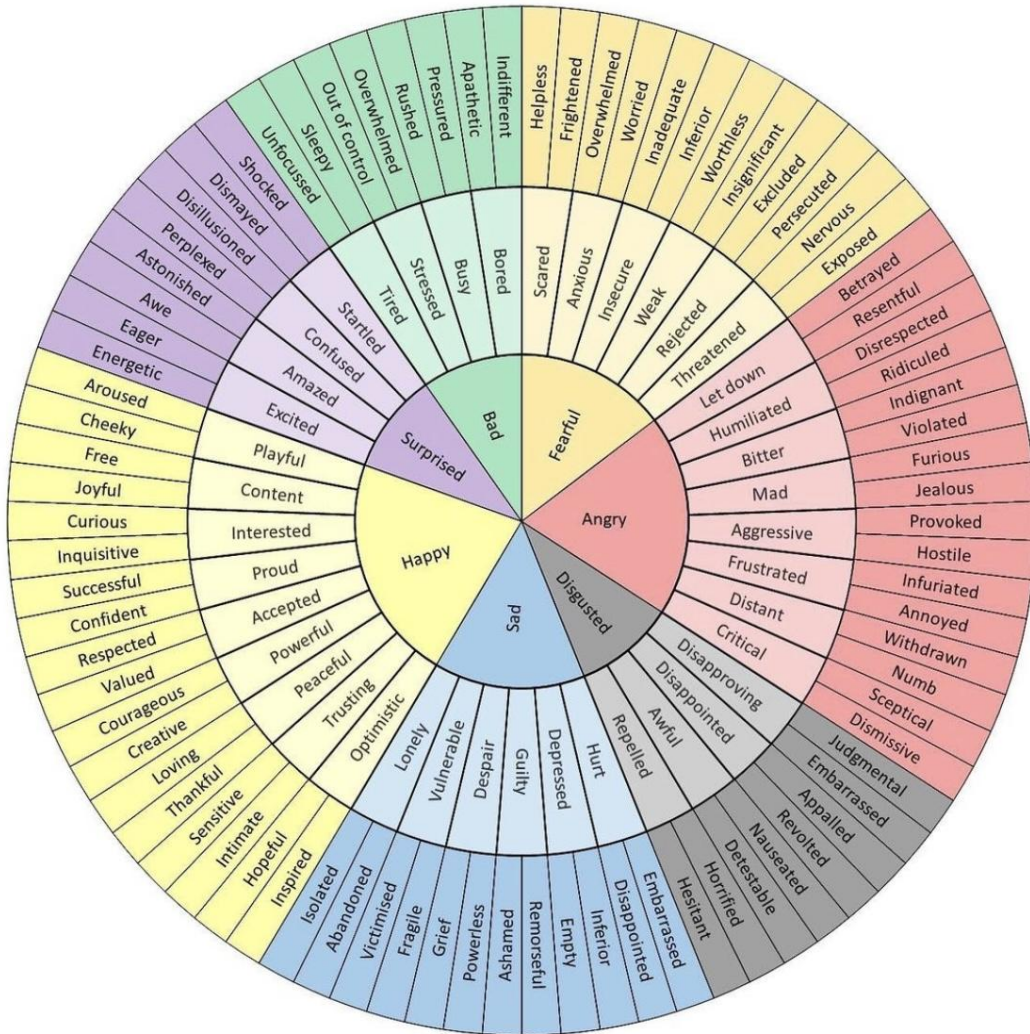 Fearful
Angry
Disgusted
Sad
Happy
Surprised
Bad
Scared
Anxious
Insecure
Weak
Rejected
Threatened
Let down
Humiliated
Bitter
Mad
Aggressive
Frustrated
Distant
Critical
Disapproving
Disappointed
Awful
Repelled
Hurt
Depressed
Guilty
Despair
Vulnerable
Lonely
Optimistic
Trusting
Peaceful
Powerful
Accepted
Proud
Interested
Content
Playful
Excited
Amazed
Confused
Startled
Tired
Stressed
Busy
Bored
Helpless
Frightened
Overwhelmed
Worried
Inadequate
Inferior
Worthless
Insignificant
Excluded
Persecuted
Nervous
Exposed
Betrayed
Resentful
Disrespected
Ridiculed
Indignant
Violated
Furious
Jealous
Provoked
Hostile
Infuriated
Annoyed
Withdrawn
Numb
Sceptical
Dismissive
Judgmental
Embarrassed
Appalled
Revolted
Nauseated
Detestable
Horrified
Hesitant
Embarrassed
Disappointed
Inferior
Empty
Remorseful
Ashamed
Powerless
Grief
Fragile
Victimised
Abandoned
Isolated
Inspired
Hopeful
Intimate
Sensitive
Thankful
Loving
Creative
Courageous
Valued
Respected
Confident
Successful
Inquisitive
Curious
Joyful
Free
Cheeky
Aroused
Energetic
Eager
Awe
Astonished
Perplexed
Disillusioned
Dismayed
Shocked
Unfocussed
Sleepy
Out of control
Overwhelmed
Rushed
Pressured
Apathetic
Indifferent